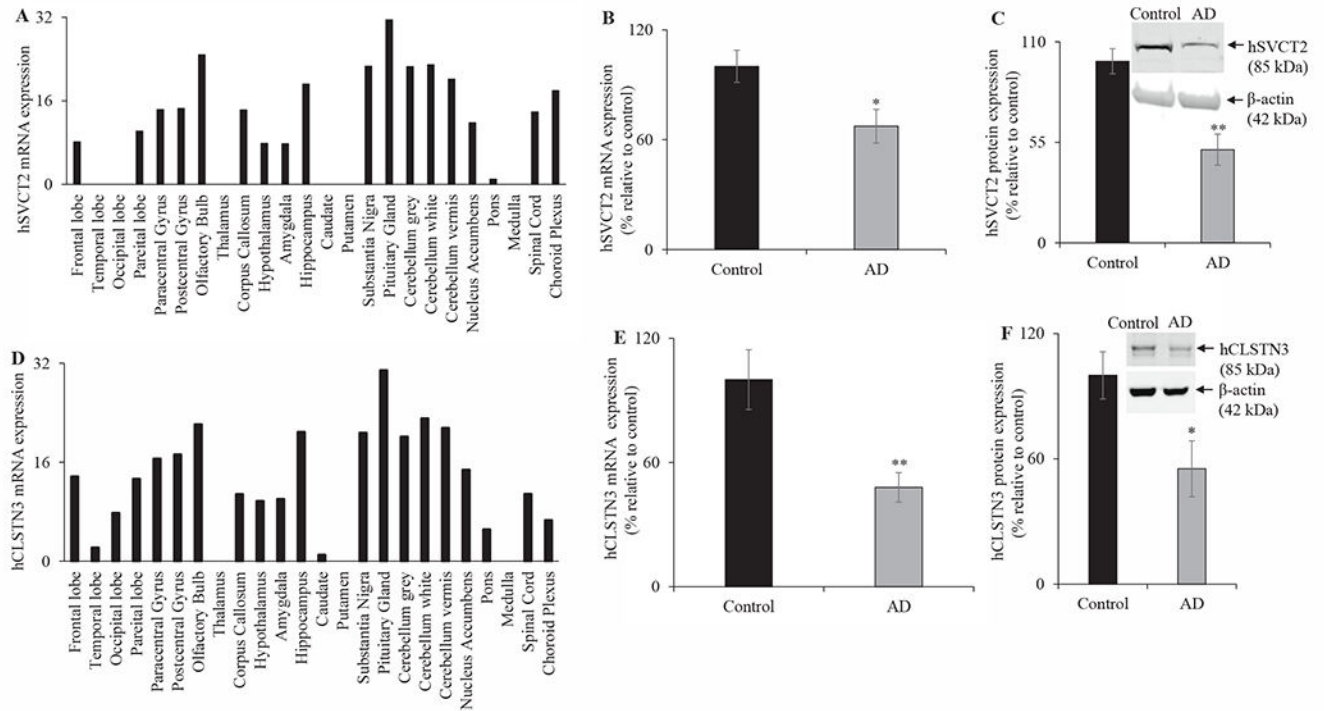 A
hSVCT2 mRNA expression
32
16
0
Frontal lobe
Temporal lobe
Occipital lobe
Parcital lobe
Paracentral Gyrus
Postcentral Gyrus
Olfactory Bulb
Thalamus
Corpus Callosum
Hypothalamus
Amygdala
Hippocampus
Caudate
Putamen
Substantia Nigra
Pituitary Gland
Cerebellum grey
Cerebellum white
Cerebellum vermis
Nucleus Accumbens
Pons
Medulla
Spinal Cord
Choroid Plexus
B
hSVCT2 mRNA expression
(% relative to control)
120
60
0
*
Control
AD
C
hSVCT2 protein expression
(% relative to control)
110
55
0
Control AD
hSVCT2
(85 kDa)
β-actin
(42 kDa)
**
Control
AD
D
hCLSTN3 mRNA expression
32
16
0
Frontal lobe
Temporal lobe
Occipital lobe
Parcital lobe
Paracentral Gyrus
Postcentral Gyrus
Olfactory Bulb
Thalamus
Corpus Callosum
Hypothalamus
Amygdala
Hippocampus
Caudate
Putamen
Substantia Nigra
Pituitary Gland
Cerebellum grey
Cerebellum white
Cerebellum vermis
Nucleus Accumbens
Pons
Medulla
Spinal Cord
Choroid Plexus
E
hCLSTN3 mRNA expression
(% relative to control)
120
60
0
**
Control
AD
F
hCLSTN3 protein expression
(% relative to control)
120
60
0
Control AD
hCLSTN3
(85 kDa)
β-actin
(42 kDa)
*
Control
AD